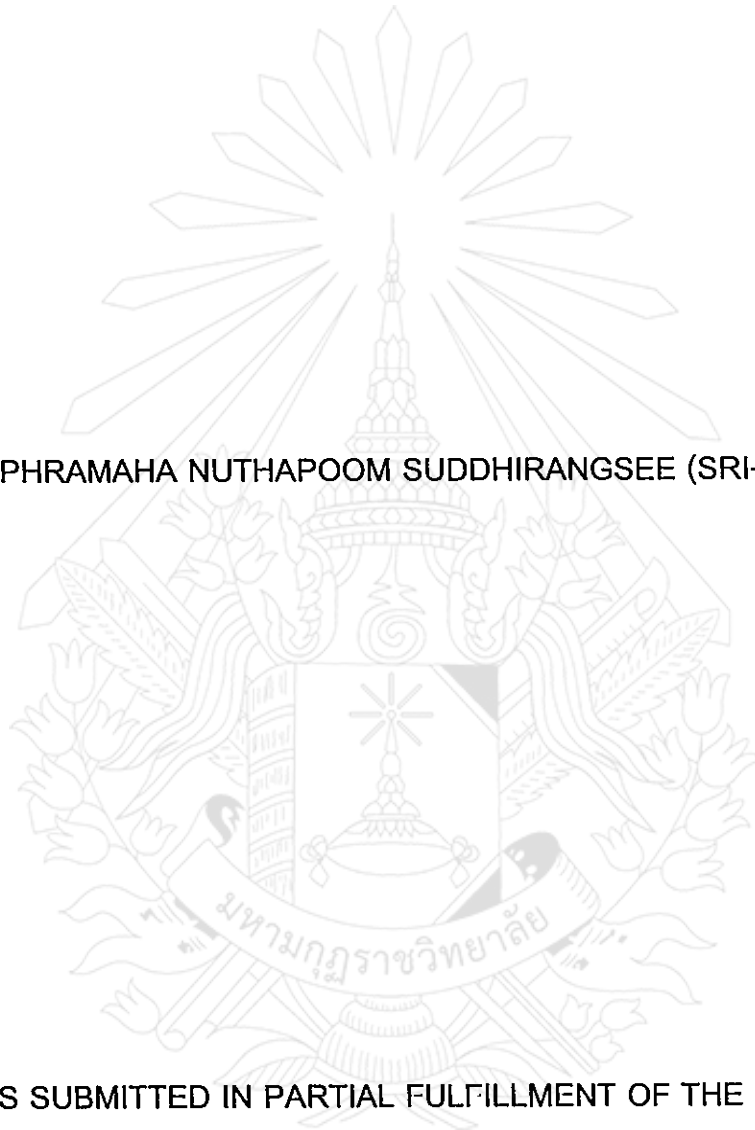 PHRAMAHA NUTHAPOOM SUDDHIRANGSEE (SRI-
มหามกุฏราชวิทยาลัย
S SUBMITTED IN PARTIAL FULFILLMENT OF THE